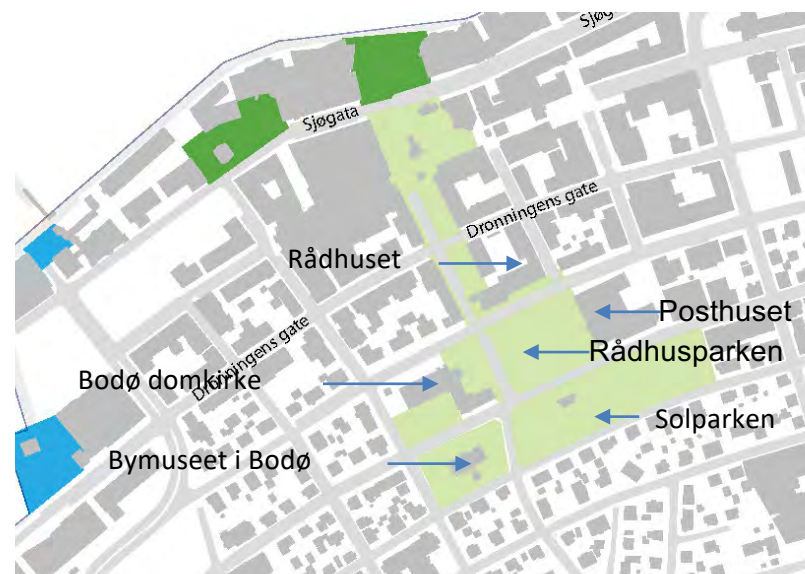 Sjøg
Sjøgata
Dronningens gate
Rådhuset
Posthuset
Rådhusparken
Dronningens gate
Bodø domkirke
Solparken
Bymuseet i Bodø